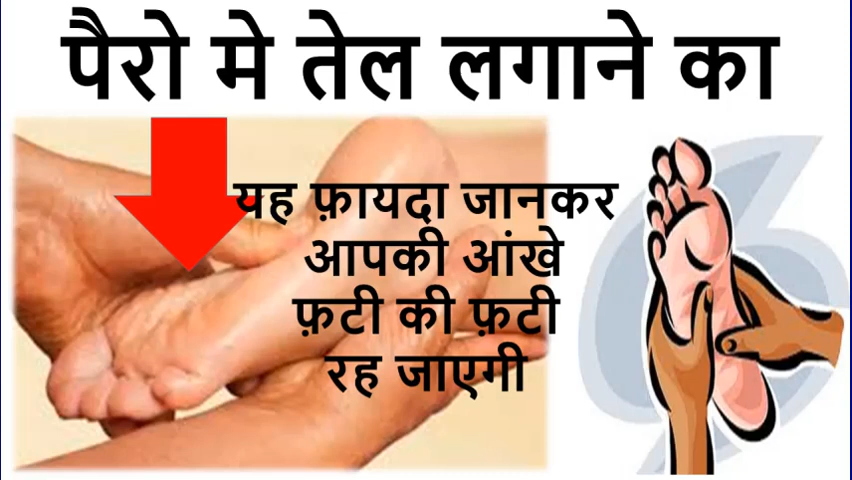 पैरो मे तेल लगाने का
यह फ़ायदा जानकर
आपकी आंखे
फ़टी की फ़टी
रह जाएगी